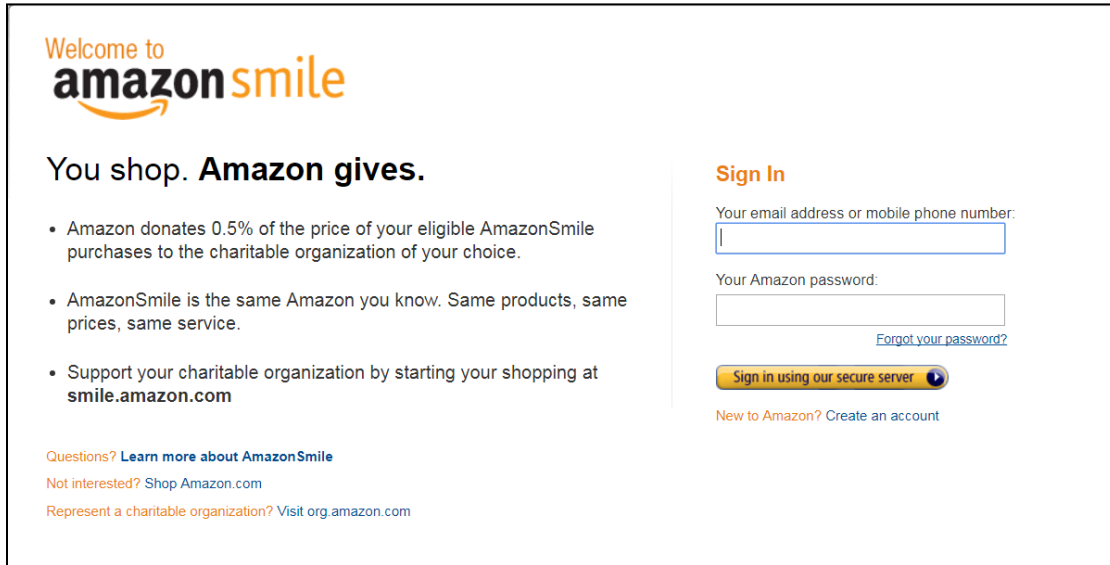 Welcome to
amazonsmile
You shop. Amazon gives.
• Amazon donates 0.5% of the price of your eligible AmazonSmile
purchases to the charitable organization of your choice.
• AmazonSmile is the same Amazon you know. Same products, same
prices, same service.
• Support your charitable organization by starting your shopping at
smile.amazon.com
Questions? Learn more about AmazonSmile
Not interested? Shop Amazon.com
Represent a charitable organization? Visit org.amazon.com
Sign In
Your email address or mobile phone number:
Your Amazon password:
Forgot your password?
Sign in using our secure server
New to Amazon? Create an account